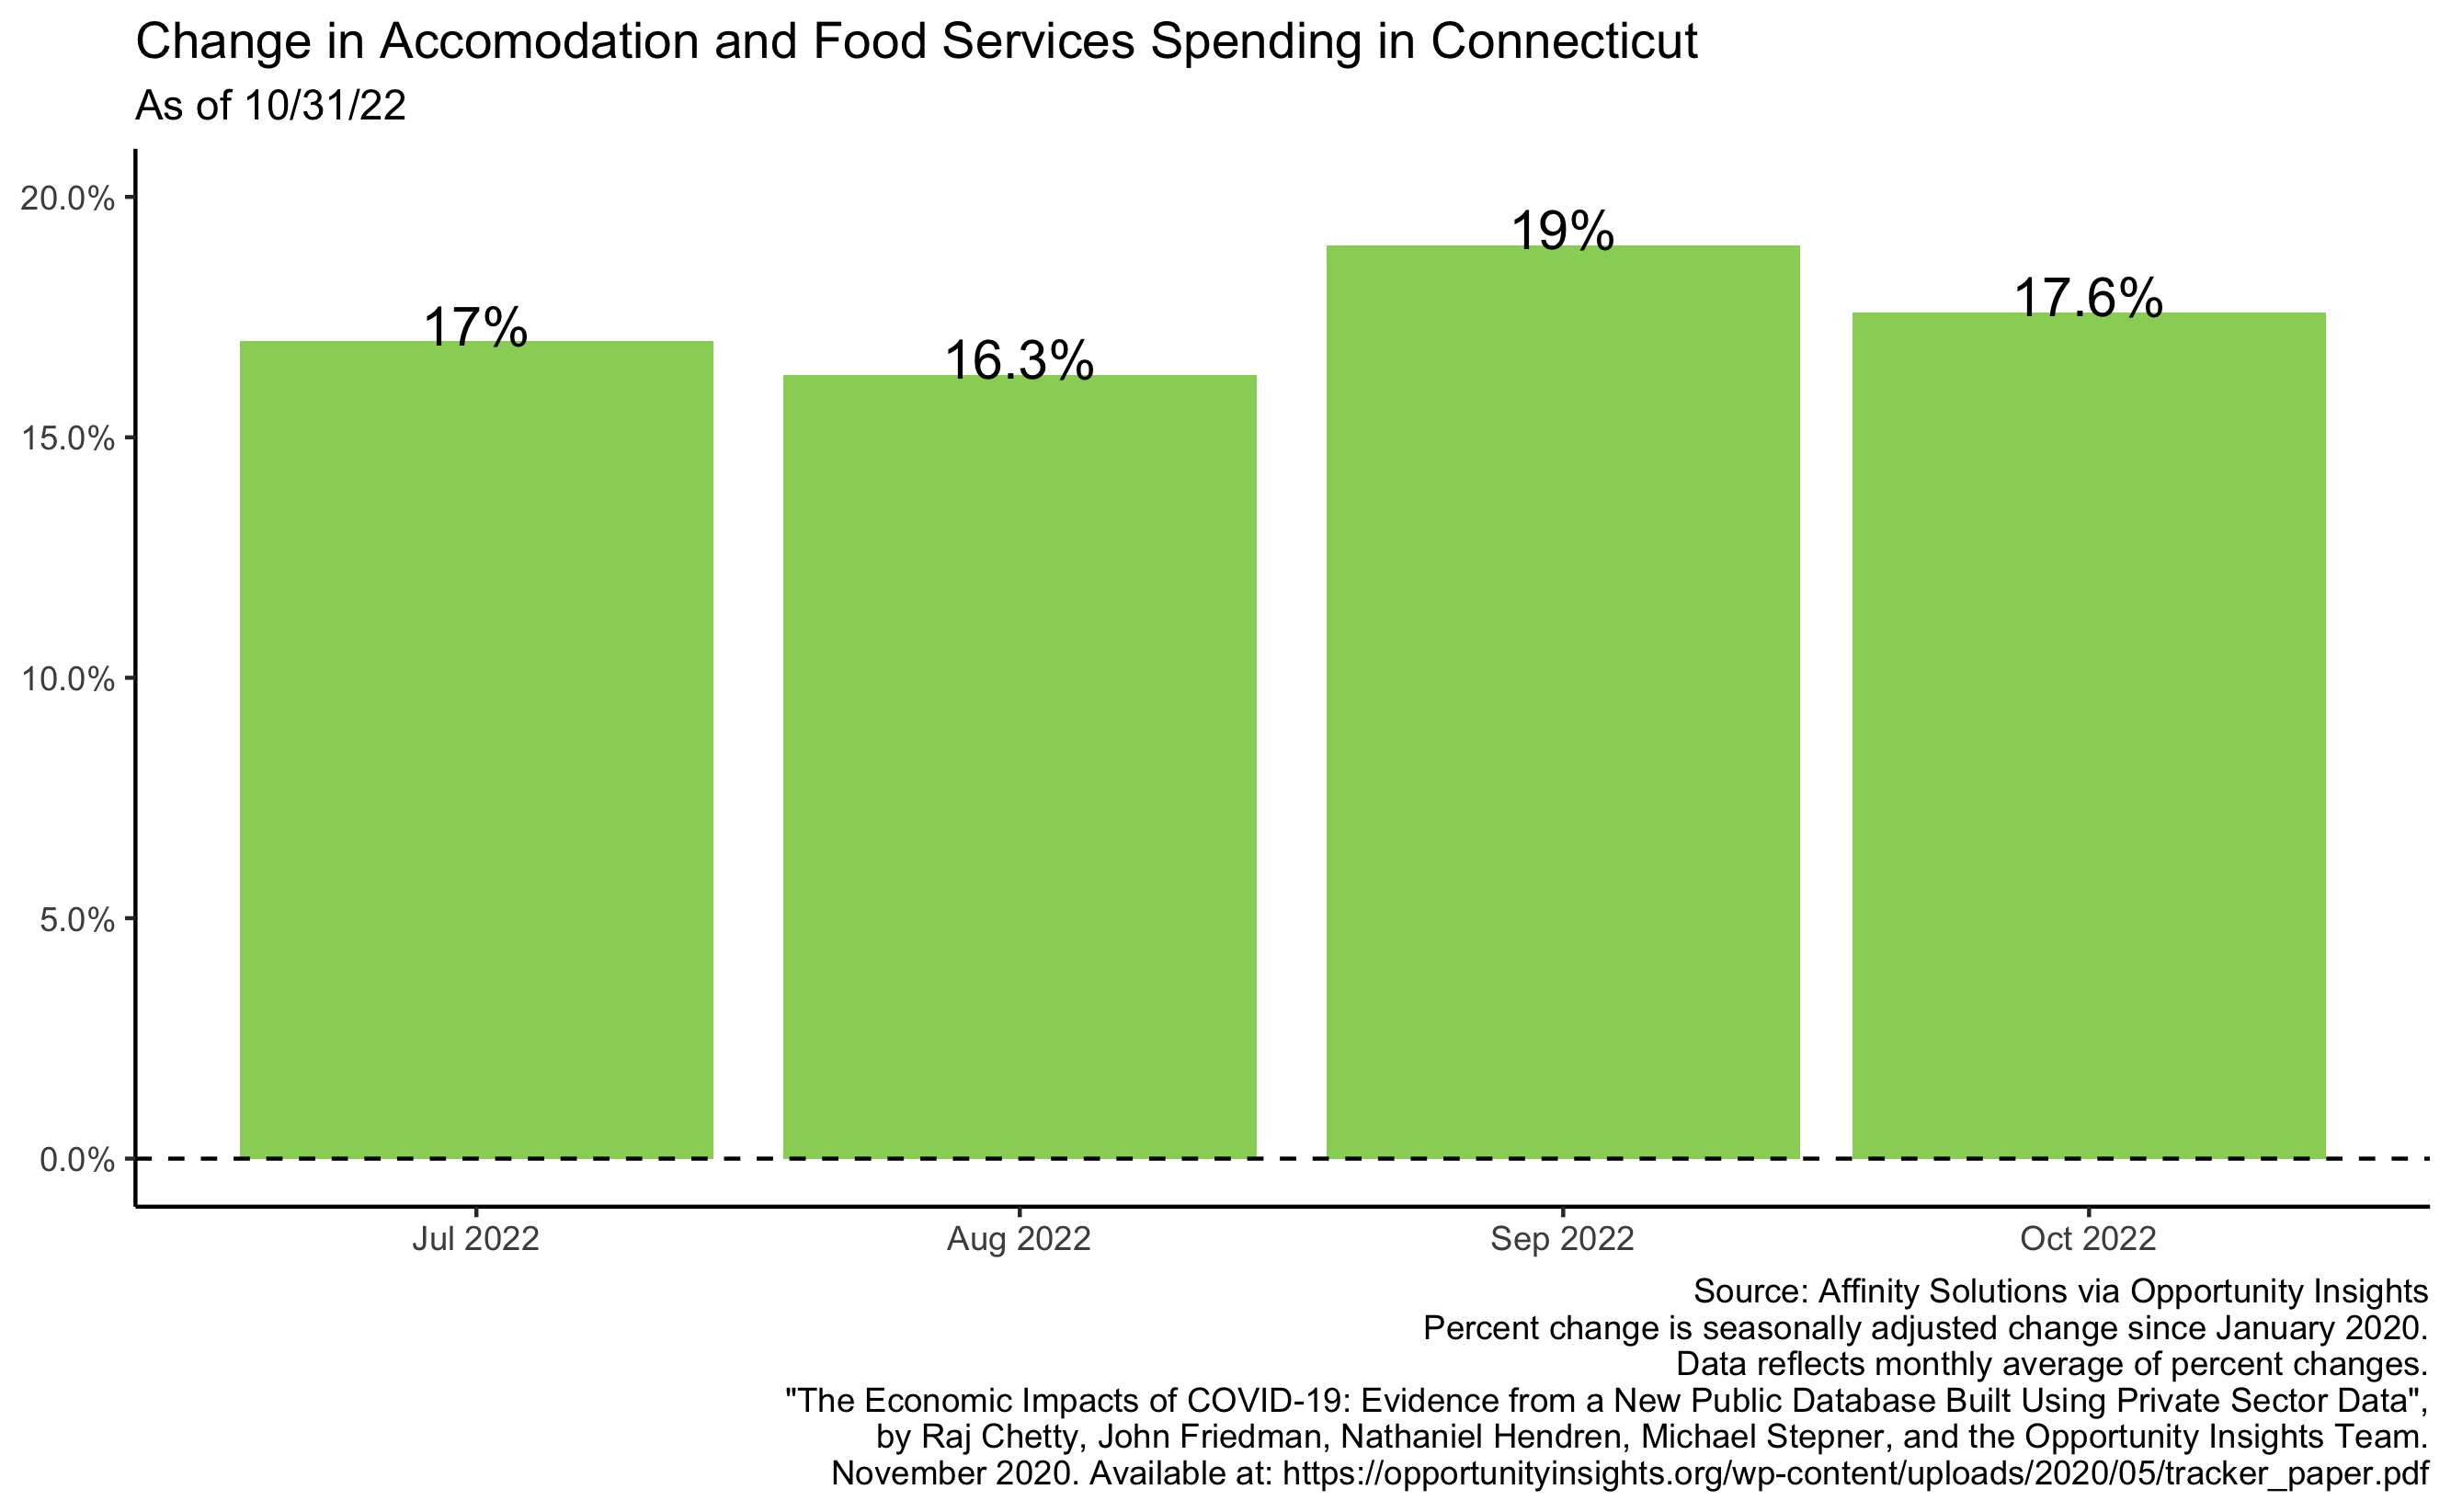 Change in Accomodation and Food Services Spending in Connecticut
As of 10/31/22
20.0%
15.0%
10.0%
5.0%
0.0%
17%
16.3%
19%
17.6%
Jul 2022
Aug 2022
Sep 2022
Oct 2022
Source: Affinity Solutions via Opportunity Insights
Percent change is seasonally adjusted change since January 2020.
Data reflects monthly average of percent changes.
"The Economic Impacts of COVID-19: Evidence from a New Public Database Built Using Private Sector Data",
by Raj Chetty, John Friedman, Nathaniel Hendren, Michael Stepner, and the Opportunity Insights Team.
November 2020. Available at: https://opportunityinsights.org/wp-content/uploads/2020/05/tracker_paper.pdf